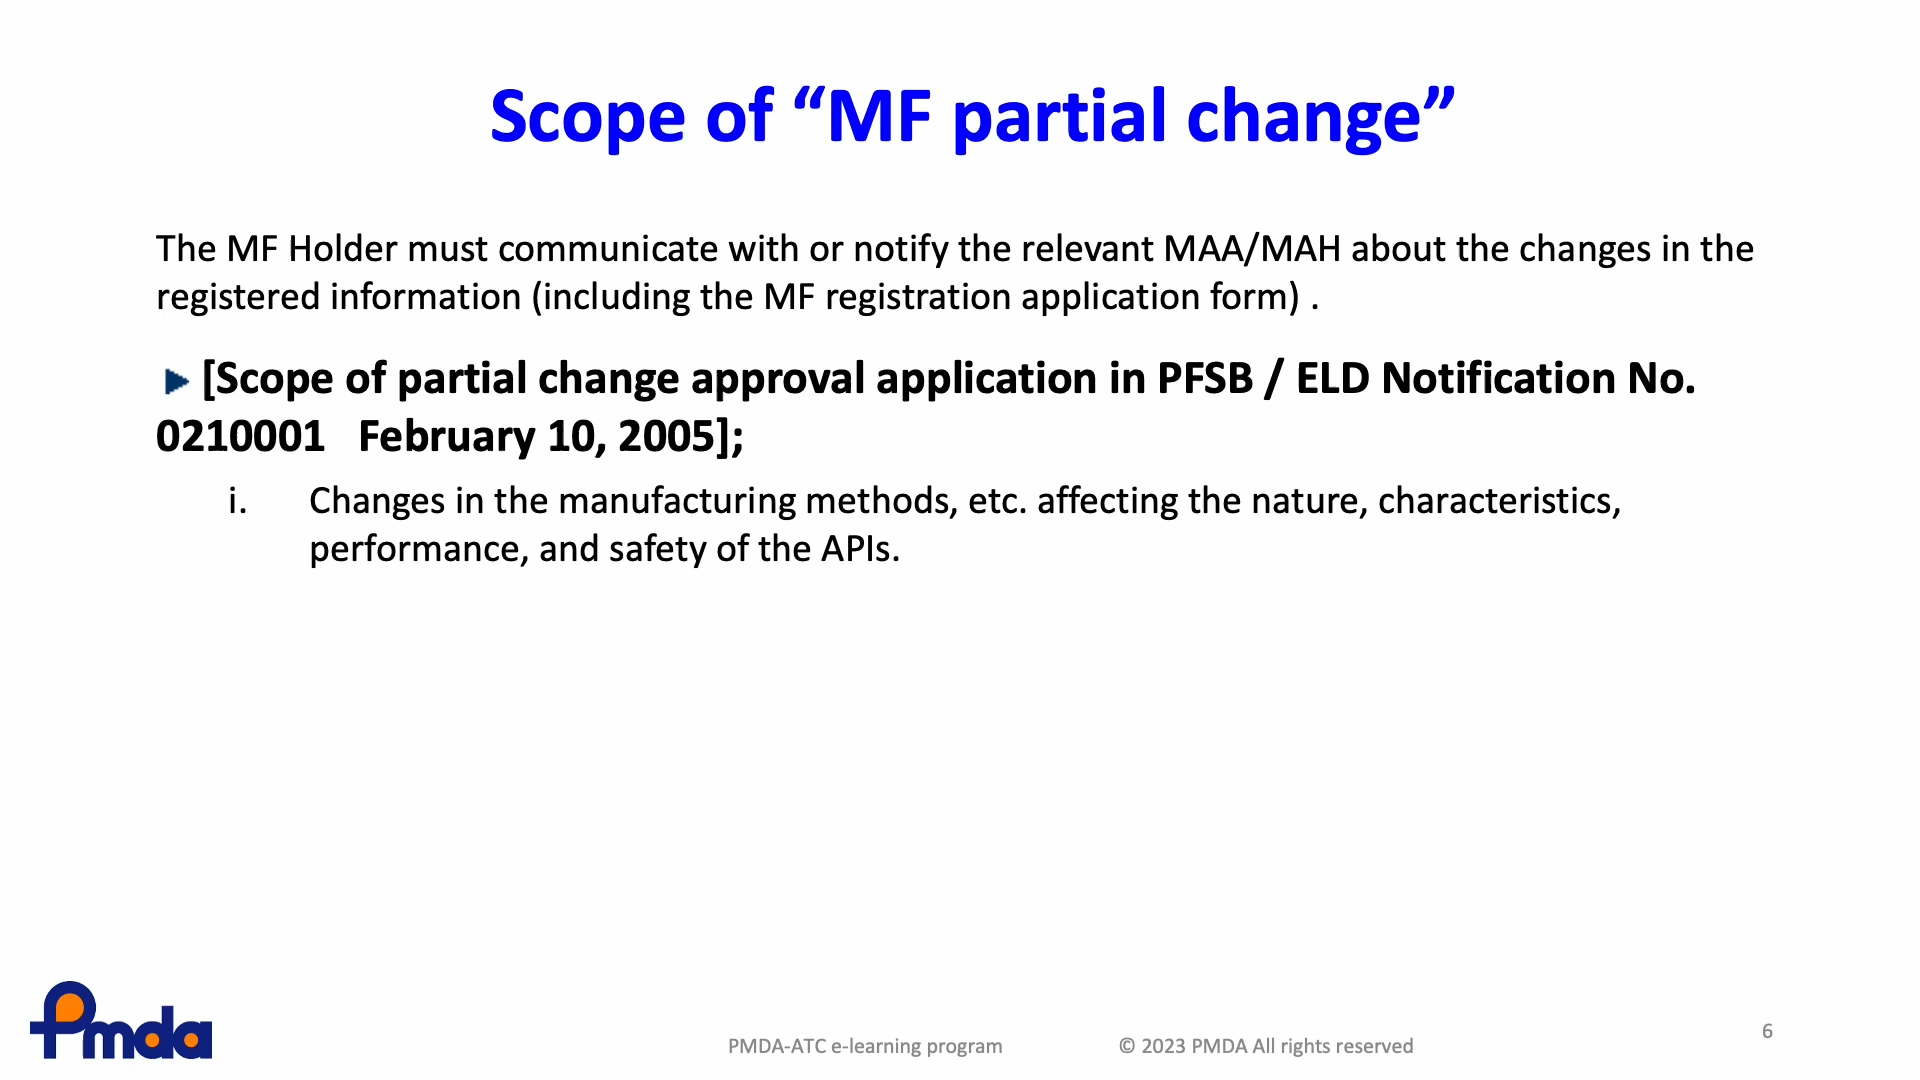 Scope of “MF partial change”
The MF Holder must communicate with or notify the relevant MAA/MAH about the changes in the
registered information (including the MF registration application form) .
[Scope of partial change approval application in PFSB / ELD Notification No.
0210001   February 10, 2005];
i. Changes in the manufacturing methods, etc. affecting the nature, characteristics,
performance, and safety of the APIs.
Pmda
PMDA-ATC e-learning program
© 2023 PMDA All rights reserved
6